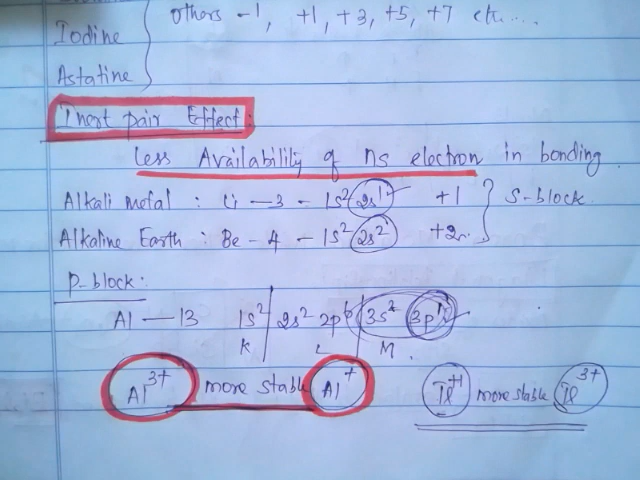 others -1, +1, +3, +5, +7 etc....
Iodine
Astatine
Inert pair Effect:
Less Availability of ns electron in bonding
Alkali metal : Li — 3 - 1s² 2s¹ +1
Alkaline Earth : Be - 4 - 1s² 2s² +2
S-block.
P-block:
Al — 13 1s² 2s² 2p⁶ 3s² 3p¹
K L M.
Al³⁺ more stable Al⁺ Tl⁺¹ more stable Tl³⁺